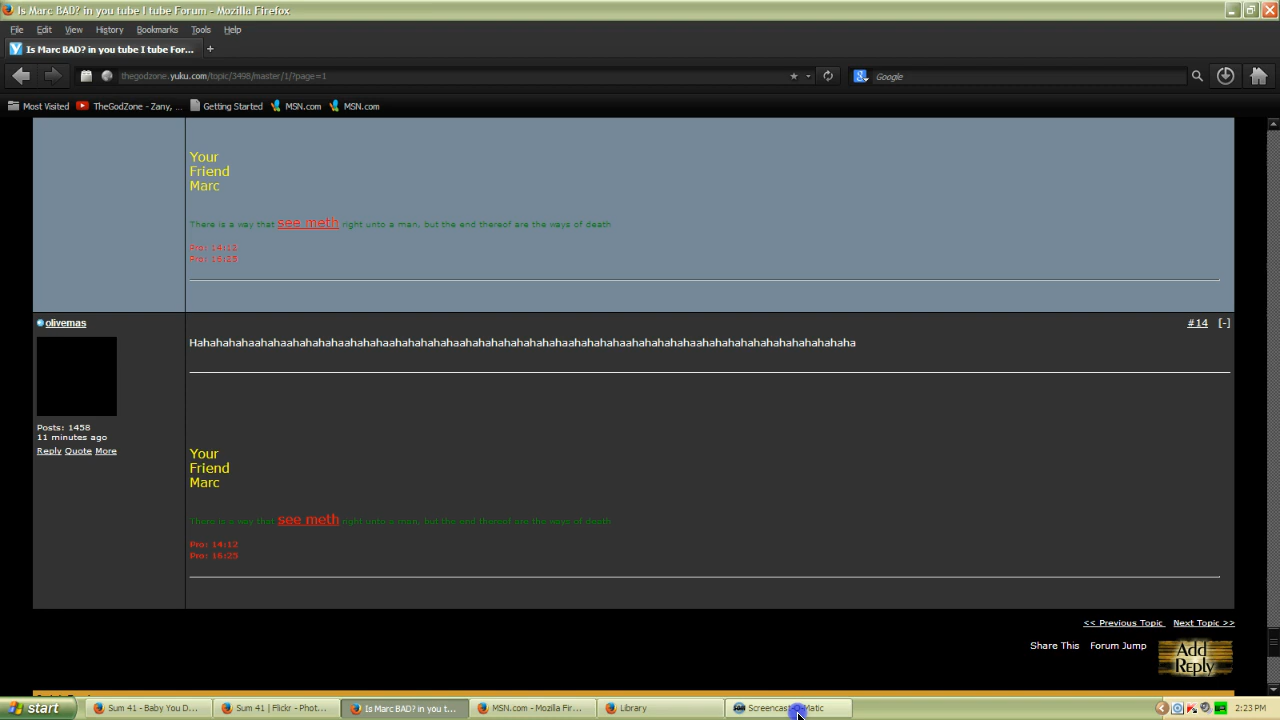 Is Marc BAD? in you tube I tube Forum - Mozilla Firefox
File Edit View History Bookmarks Tools Help
Is Marc BAD? in you tube I tube For... +
thegodzone.yuku.com/topic/3498/master/1/?page=1
Google
Most Visited TheGodZone - Zany, ... Getting Started MSN.com MSN.com
Your
Friend
Marc
There is a way that see meth right unto a man, but the end thereof are the ways of death
Pro: 14:12
Pro: 16:25
olivemas
#14 [-]
Hahahahahaahahaahahahahaahahahaahahahahahaahahahahahahahahaahahahahaahahahahaahahahahahahahahahahaha
Posts: 1458
11 minutes ago
Reply Quote More
Your
Friend
Marc
There is a way that see meth right unto a man, but the end thereof are the ways of death
Pro: 14:12
Pro: 16:25
<< Previous Topic Next Topic >>
Share This Forum Jump
Add
Reply
start Sum 41 - Baby You D... Sum 41 | Flickr - Phot... Is Marc BAD? in you t... MSN.com - Mozilla Fire... Library Screencast-O-Matic 2:23 PM